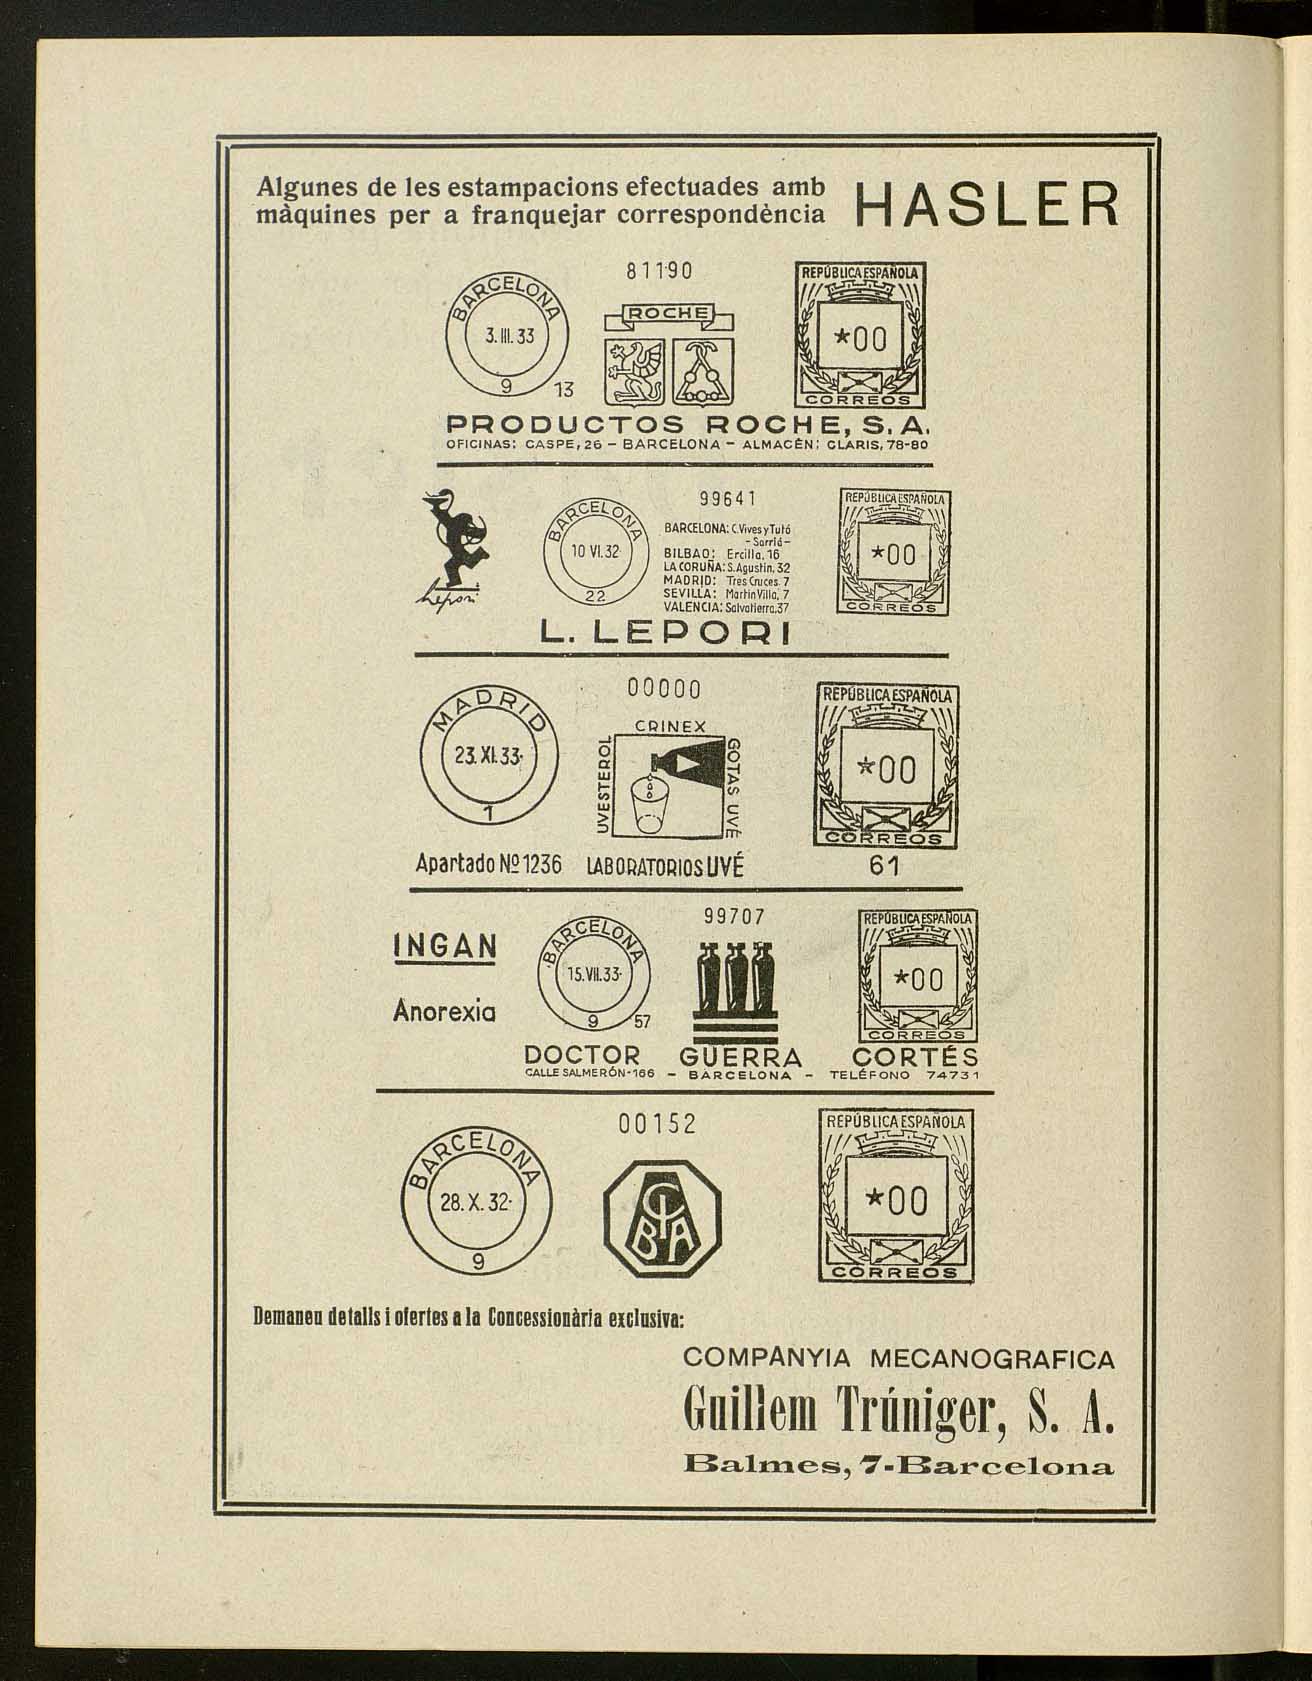 Algunes de les estampacions efectuades amb
màquines per a franquejar correspondència
HASLER
BARCELONA
3. III. 33
9
13
81190
ROCHE
REPÚBLICA ESPAÑOLA
*00
CORREOS
PRODUCTOS ROCHE, S. A.
OFICINAS: CASPE, 26 - BARCELONA - ALMACÉN: CLARIS, 78-80
Lepori
BARCELONA
10 VI. 32
22
99641
BARCELONA: C. Vives y Tutó
- Sarriá -
BILBAO: Ercilla. 16
LA CORUÑA: S. Agustín. 32
MADRID: Tres Cruces. 7
SEVILLA: Martin Villa, 7
VALENCIA: Salvatierra. 37
REPÚBLICA ESPAÑOLA
*00
CORREOS
L. LEPORI
MADRID
23. XI. 33
1
00000
CRINEX
UVESTEROL
GOTAS UVÉ
REPÚBLICA ESPAÑOLA
*00
CORREOS
Apartado Nº 1236 LABORATORIOS UVÉ 61
INGAN
Anorexia
BARCELONA
15. VII. 33
9
57
99707
REPÚBLICA ESPAÑOLA
*00
CORREOS
DOCTOR GUERRA CORTÉS
CALLE SALMERÓN-166 - BARCELONA - TELÉFONO 74731
BARCELONA
28. X. 32
9
00152
C I B A
REPÚBLICA ESPAÑOLA
*00
CORREOS
Demaneu detalls i ofertes a la Concessionària exclusiva:
COMPANYIA MECANOGRAFICA
Guillem Trúniger, S. A.
Balmes, 7-Barcelona